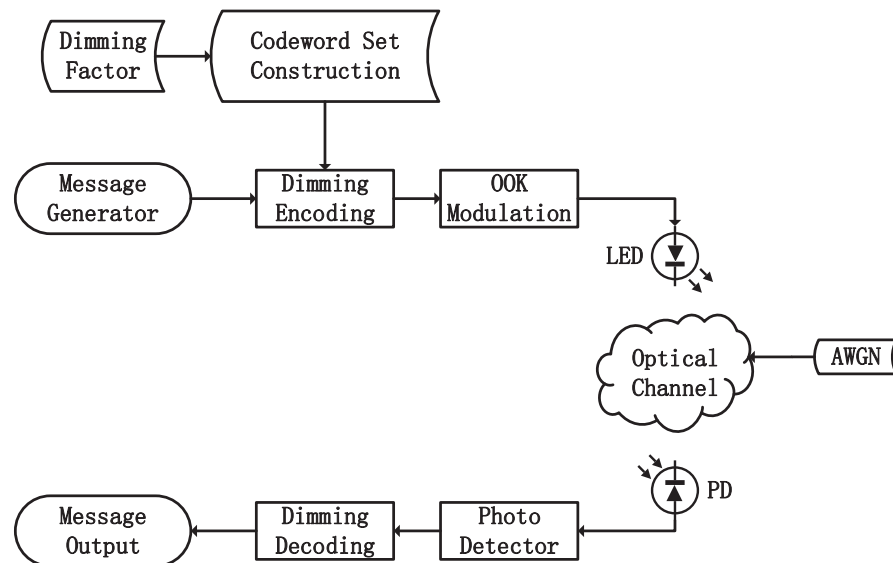 Dimming
Factor
Codeword Set
Construction
Message
Generator
Dimming
Encoding
OOK
Modulation
LED
Optical
Channel
AWGN
PD
Message
Output
Dimming
Decoding
Photo
Detector